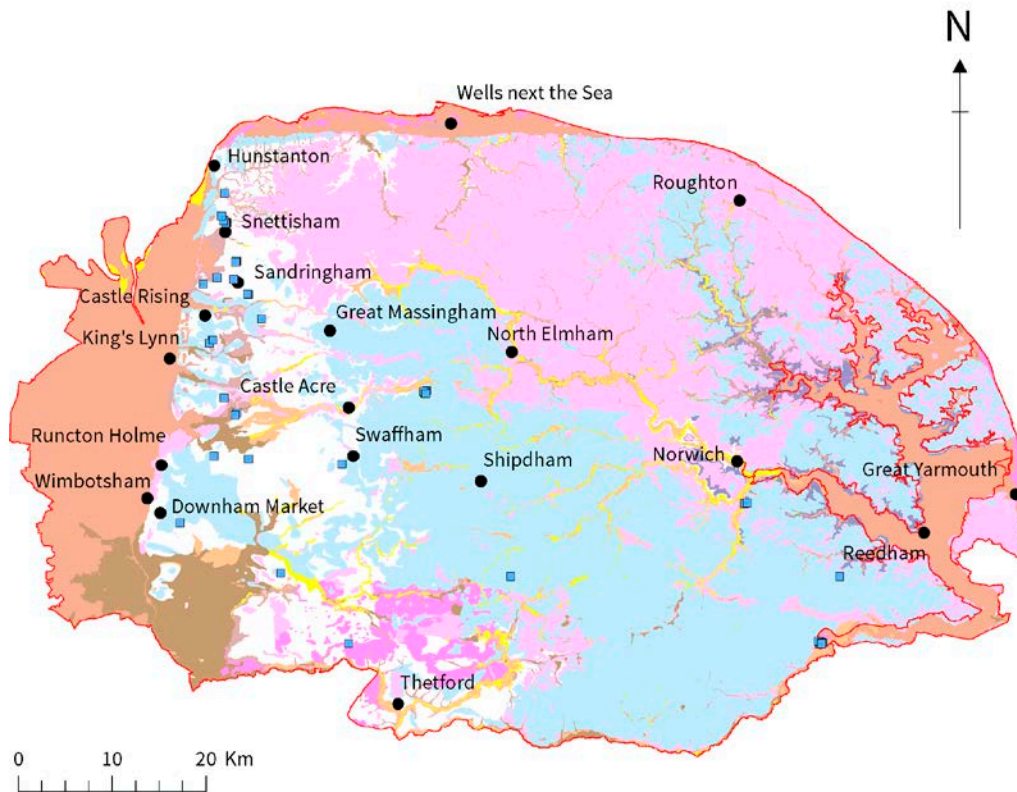 N
Wells next the Sea
Hunstanton
Roughton
Snettisham
Sandringham
Castle Rising
Great Massingham
King's Lynn
North Elmham
Castle Acre
Runcton Holme
Swaffham
Norwich
Shipdham
Great Yarmouth
Wimbotsham
Downham Market
Reedham
Thetford
0 10 20 Km